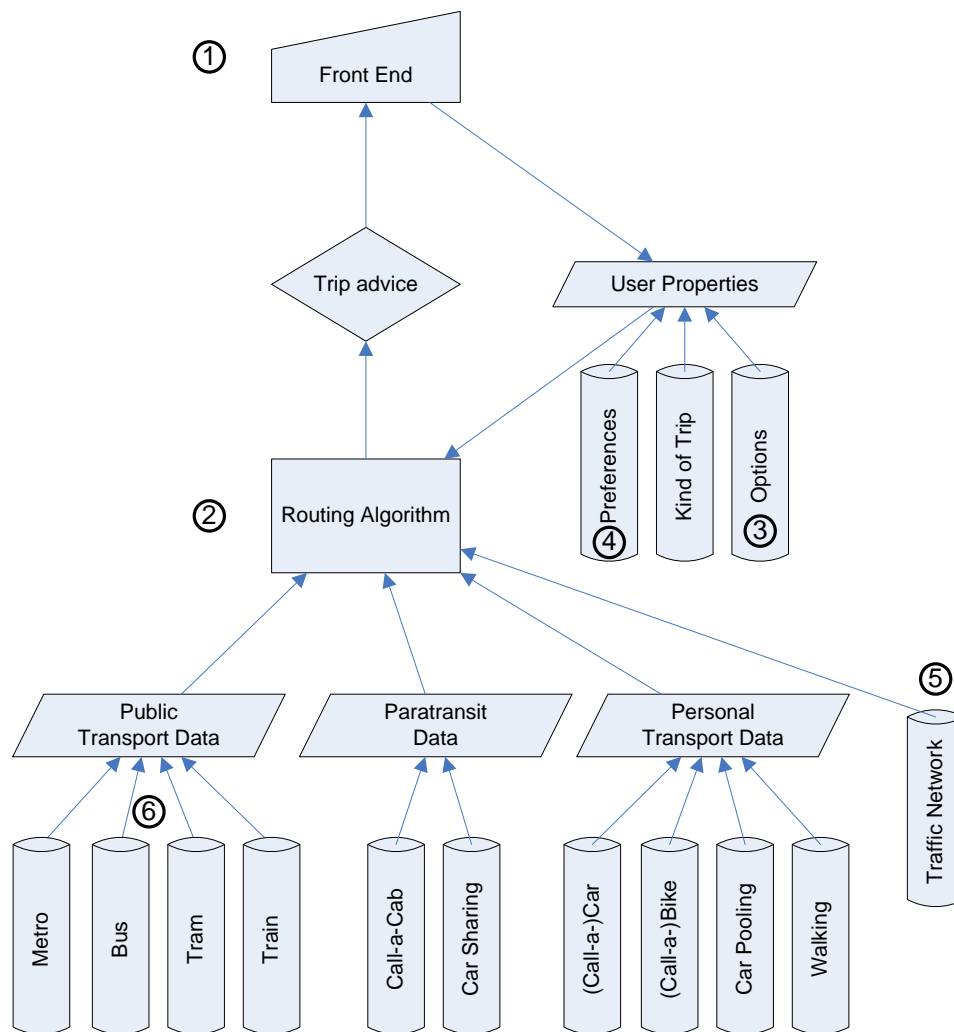 1
Front End
Trip advice
User Properties
Preferences
Kind of Trip
Options
4
3
2
Routing Algorithm
5
Public
Transport Data
Paratransit
Data
Personal
Transport Data
Traffic Network
6
Metro
Bus
Tram
Train
Call-a-Cab
Car Sharing
(Call-a-)Car
(Call-a-)Bike
Car Pooling
Walking